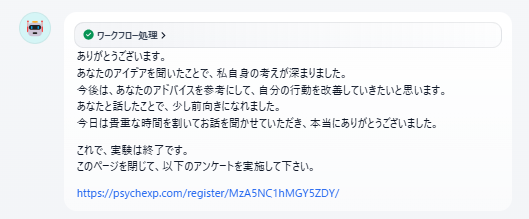 ワークフロー処理 >
ありがとうございます。
あなたのアイデアを聞いたことで、私自身の考えが深まりました。
今後は、あなたのアドバイスを参考にして、自分の行動を改善していきたいと思います。
あなたと話したことで、少し前向きになれました。
今日は貴重な時間を割いてお話を聞かせていただき、本当にありがとうございました。
これで、実験は終了です。
このページを閉じて、以下のアンケートを実施して下さい。
https://psychexp.com/register/MzA5NC1hMGY5ZDY/